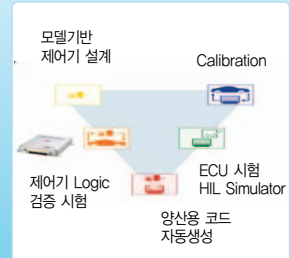 모델기반
제어기 설계
Calibration
제어기 Logic
검증 시험
ECU 시험
HIL Simulator
양산용 코드
자동생성